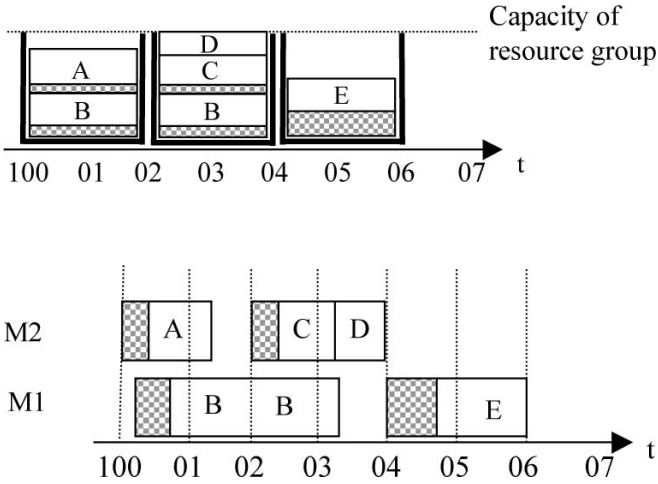 Capacity of
resource group
D
A C
E
B B
t
100 01 02 03 04 05 06 07
M2 A C D
M1 B B E
t
100 01 02 03 04 05 06 07